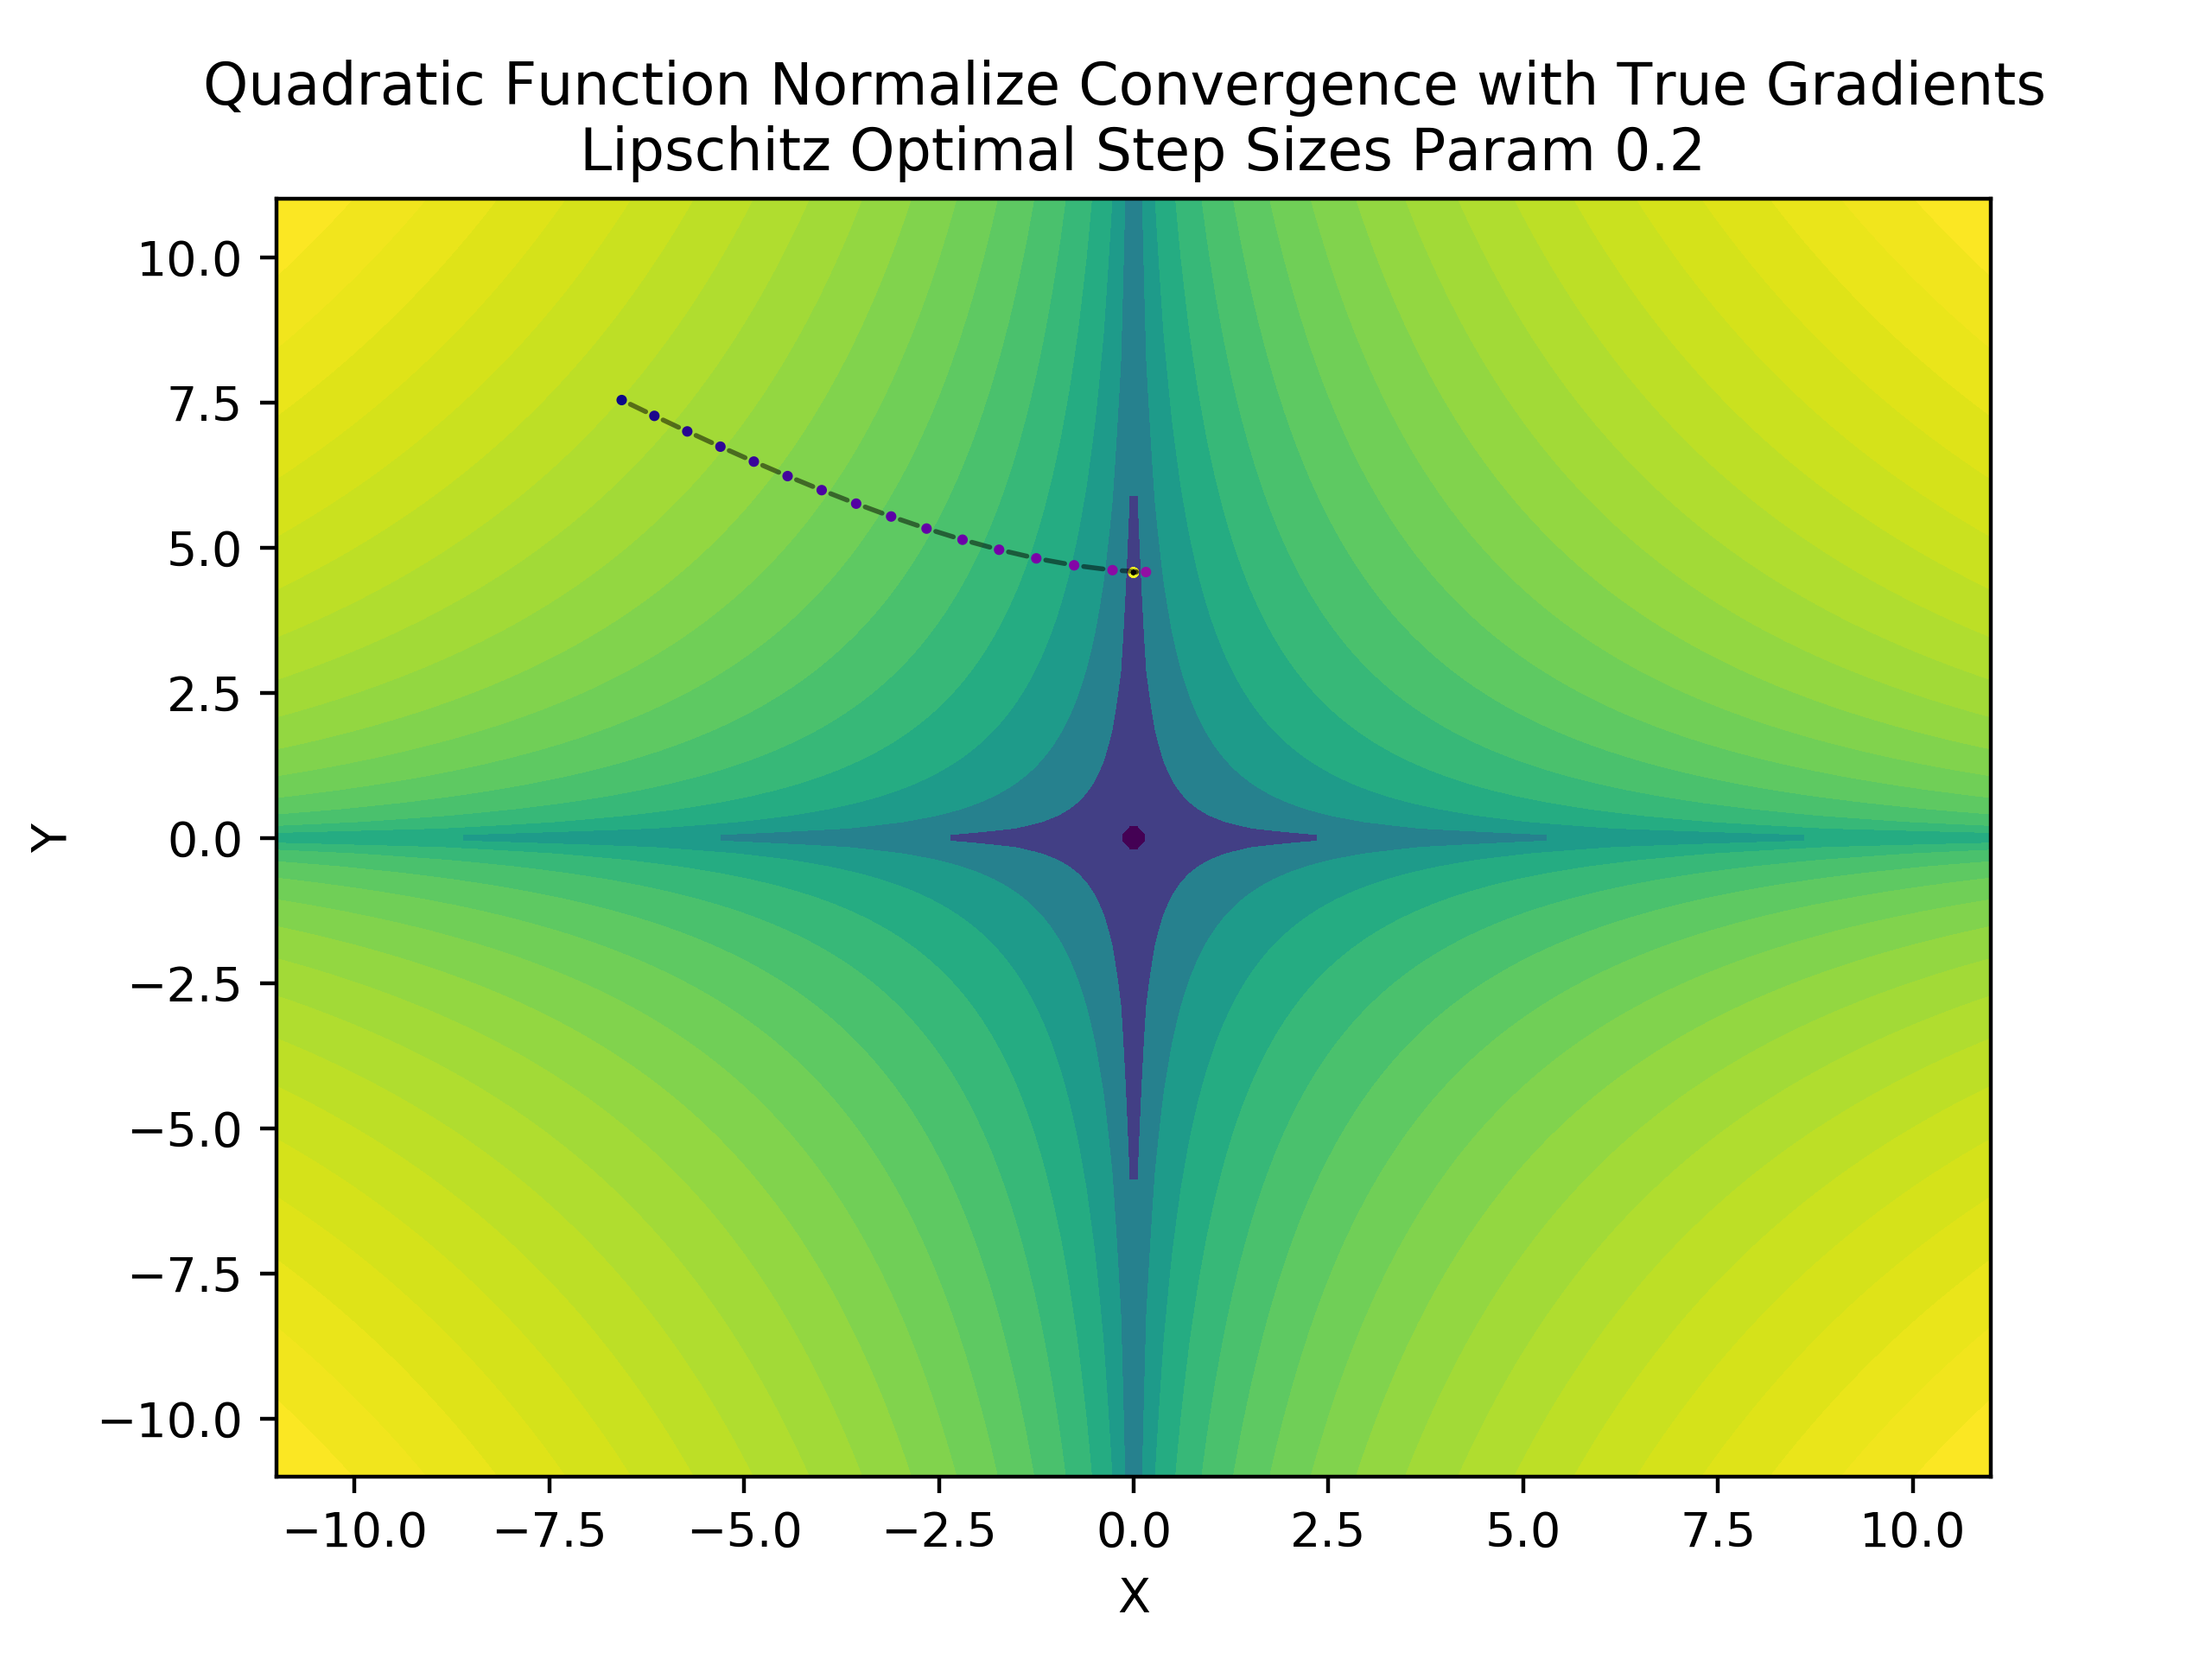 Quadratic Function Normalize Convergence with True Gradients
Lipschitz Optimal Step Sizes Param 0.2
10.0
7.5
5.0
2.5
0.0
−2.5
−5.0
−7.5
−10.0
Y
−10.0 −7.5 −5.0 −2.5 0.0 2.5 5.0 7.5 10.0
X